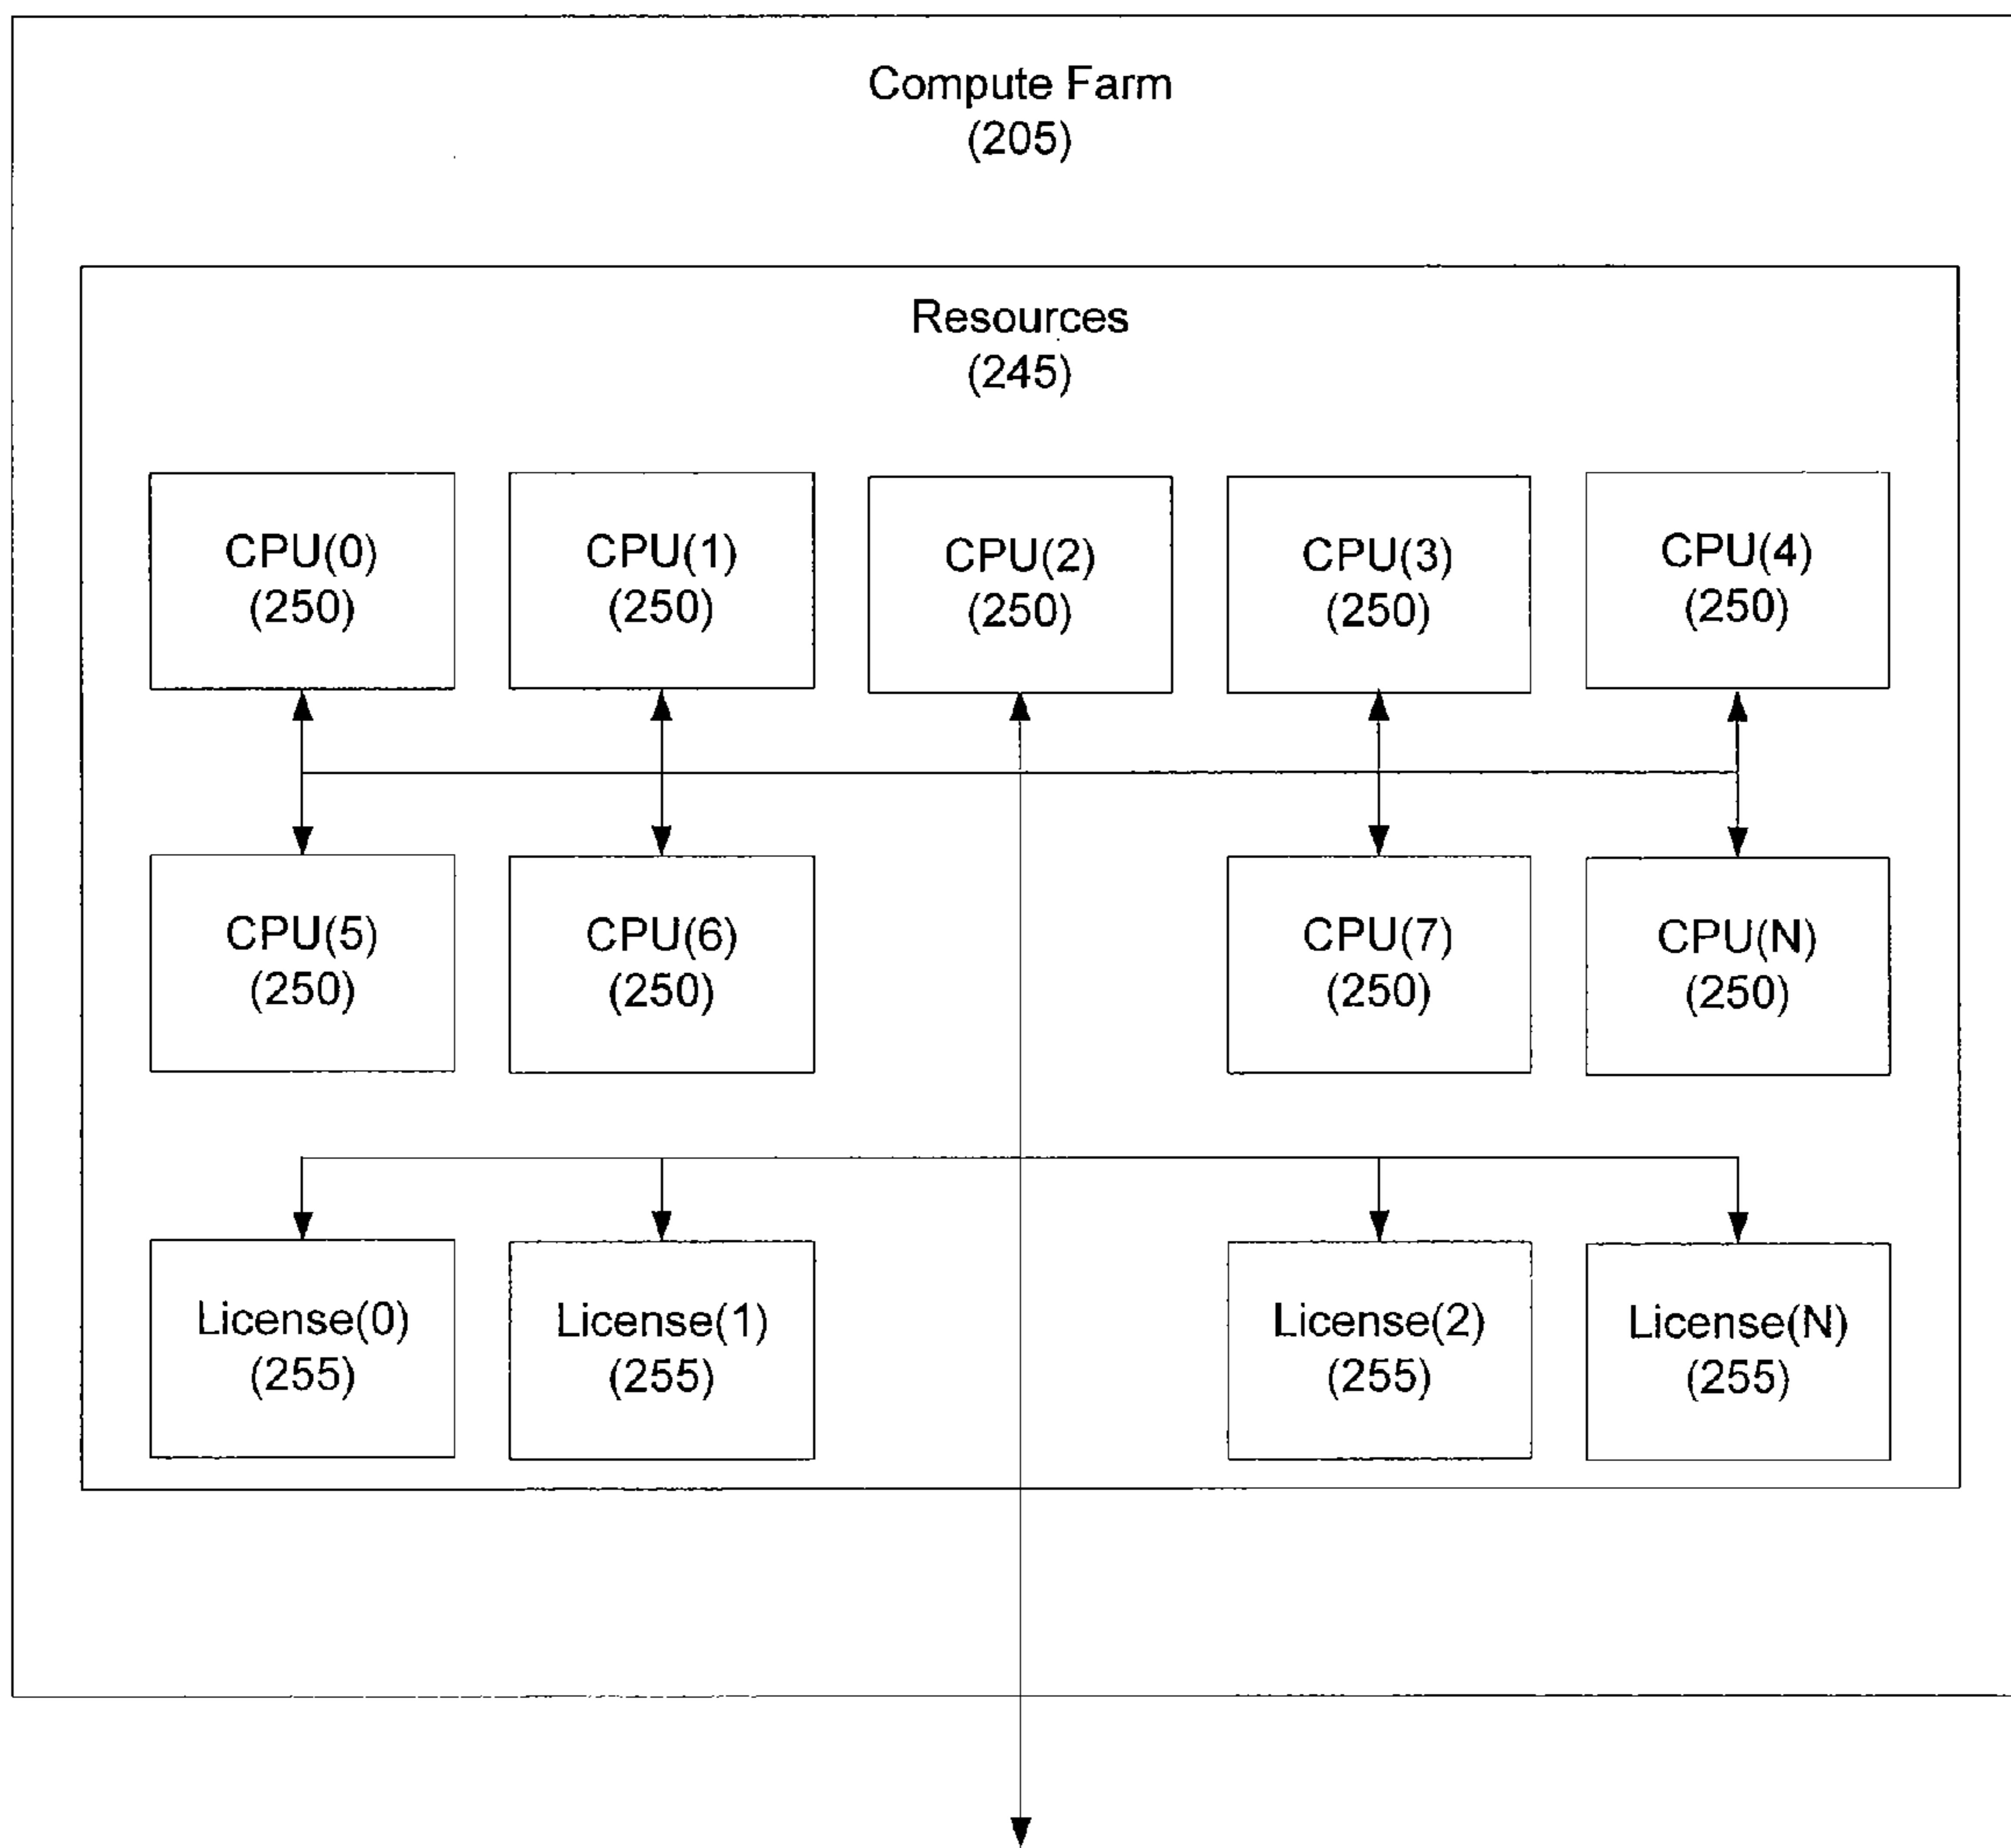 Compute Farm
(205)
Resources
(245)
CPU(0)
(250)
CPU(1)
(250)
CPU(2)
(250)
CPU(3)
(250)
CPU(4)
(250)
CPU(5)
(250)
CPU(6)
(250)
CPU(7)
(250)
CPU(N)
(250)
License(0)
(255)
License(1)
(255)
License(2)
(255)
License(N)
(255)